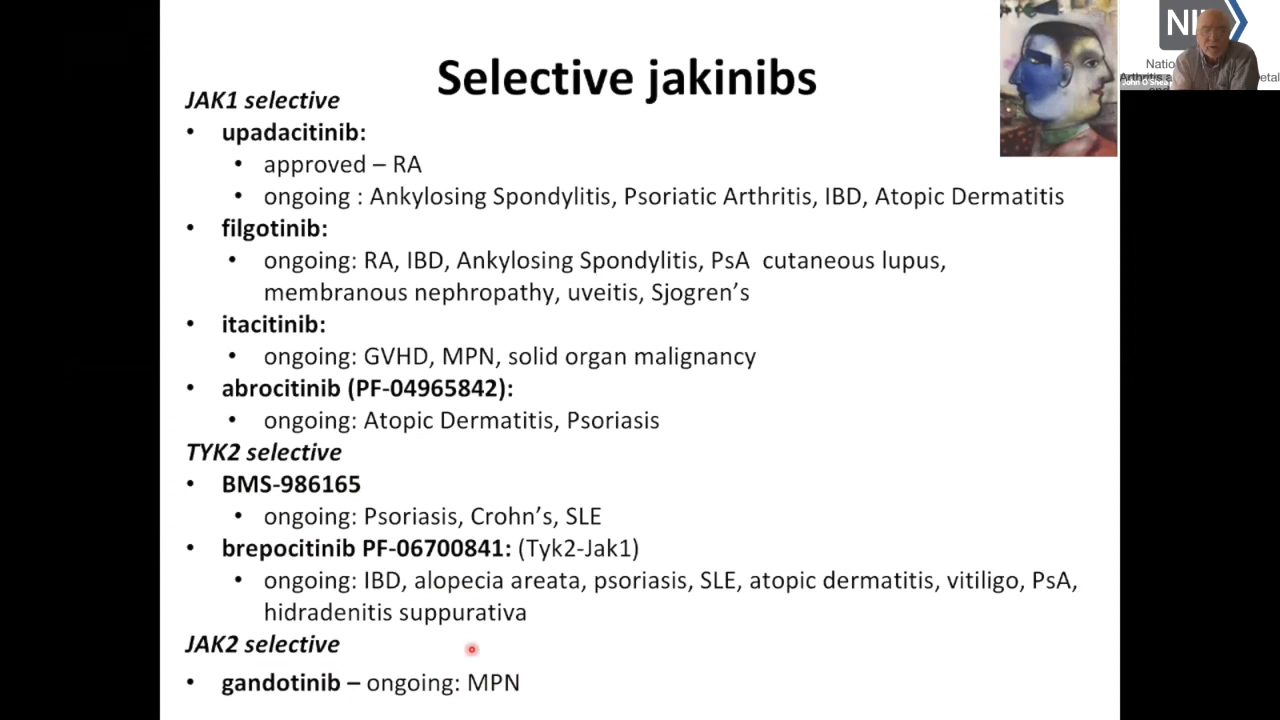 Selective jakinibs
JAK1 selective
• upadacitinib:
• approved – RA
• ongoing : Ankylosing Spondylitis, Psoriatic Arthritis, IBD, Atopic Dermatitis
• filgotinib:
• ongoing: RA, IBD, Ankylosing Spondylitis, PsA  cutaneous lupus,
membranous nephropathy, uveitis, Sjogren’s
• itacitinib:
• ongoing: GVHD, MPN, solid organ malignancy
• abrocitinib (PF-04965842):
• ongoing: Atopic Dermatitis, Psoriasis
TYK2 selective
• BMS-986165
• ongoing: Psoriasis, Crohn’s, SLE
• brepocitinib PF-06700841: (Tyk2-Jak1)
• ongoing: IBD, alopecia areata, psoriasis, SLE, atopic dermatitis, vitiligo, PsA,
hidradenitis suppurativa
JAK2 selective
• gandotinib – ongoing: MPN
Arthritis